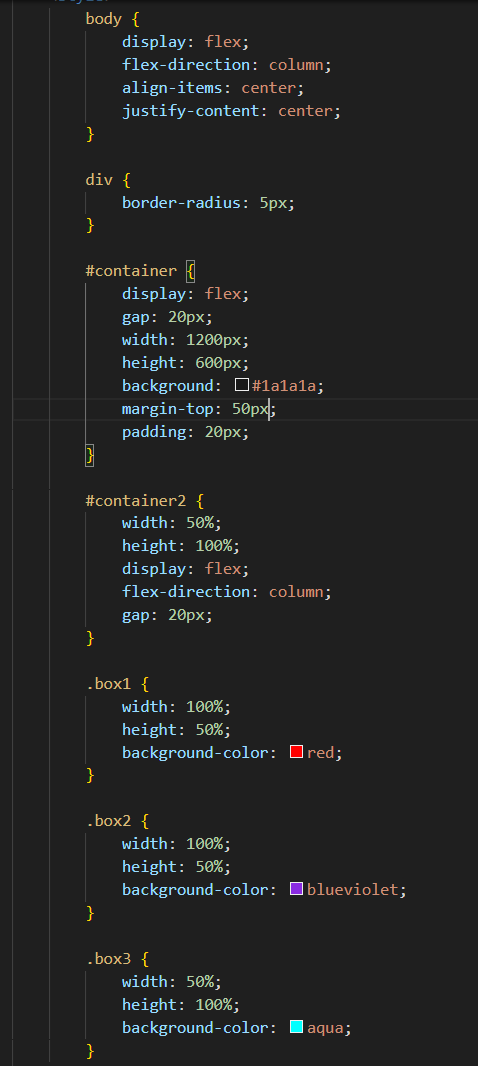 body {
    display: flex;
    flex-direction: column;
    align-items: center;
    justify-content: center;
}

div {
    border-radius: 5px;
}

#container {
    display: flex;
    gap: 20px;
    width: 1200px;
    height: 600px;
    background: #1a1a1a;
    margin-top: 50px;
    padding: 20px;
}

#container2 {
    width: 50%;
    height: 100%;
    display: flex;
    flex-direction: column;
    gap: 20px;
}

.box1 {
    width: 100%;
    height: 50%;
    background-color: red;
}

.box2 {
    width: 100%;
    height: 50%;
    background-color: blueviolet;
}

.box3 {
    width: 50%;
    height: 100%;
    background-color: aqua;
}